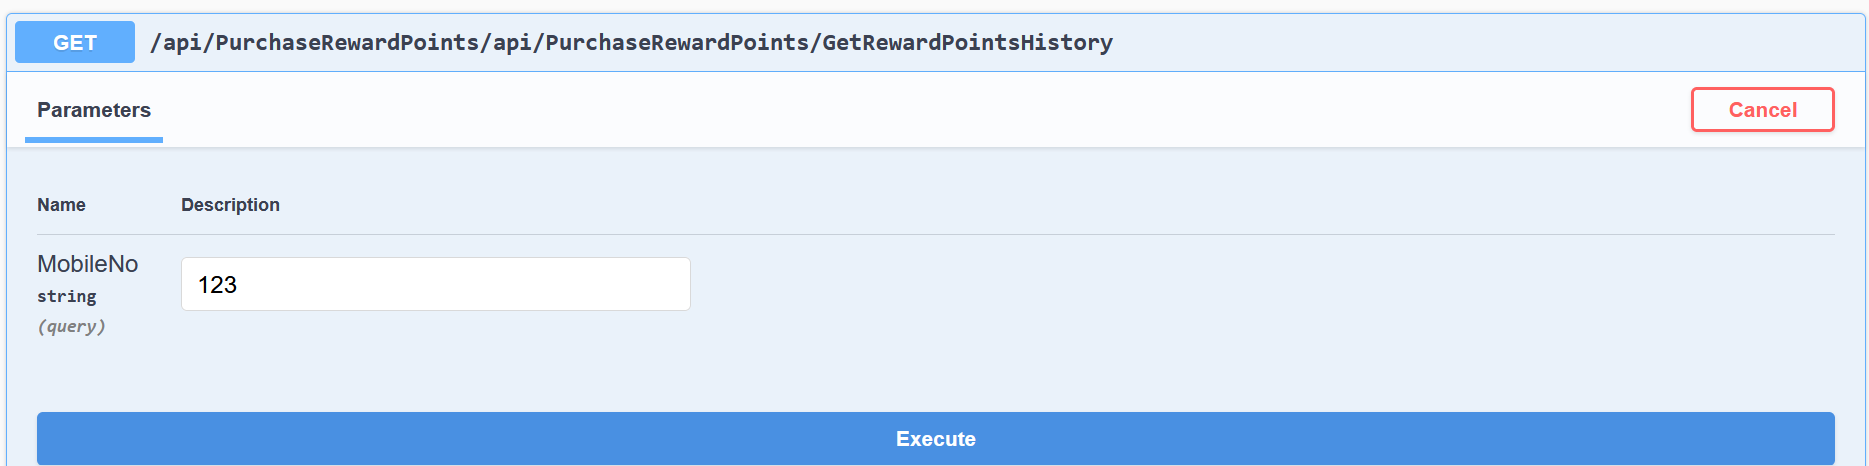 GET /api/PurchaseRewardPoints/api/PurchaseRewardPoints/GetRewardPointsHistory
Parameters Cancel
Name Description
MobileNo
string
(query)
123
Execute